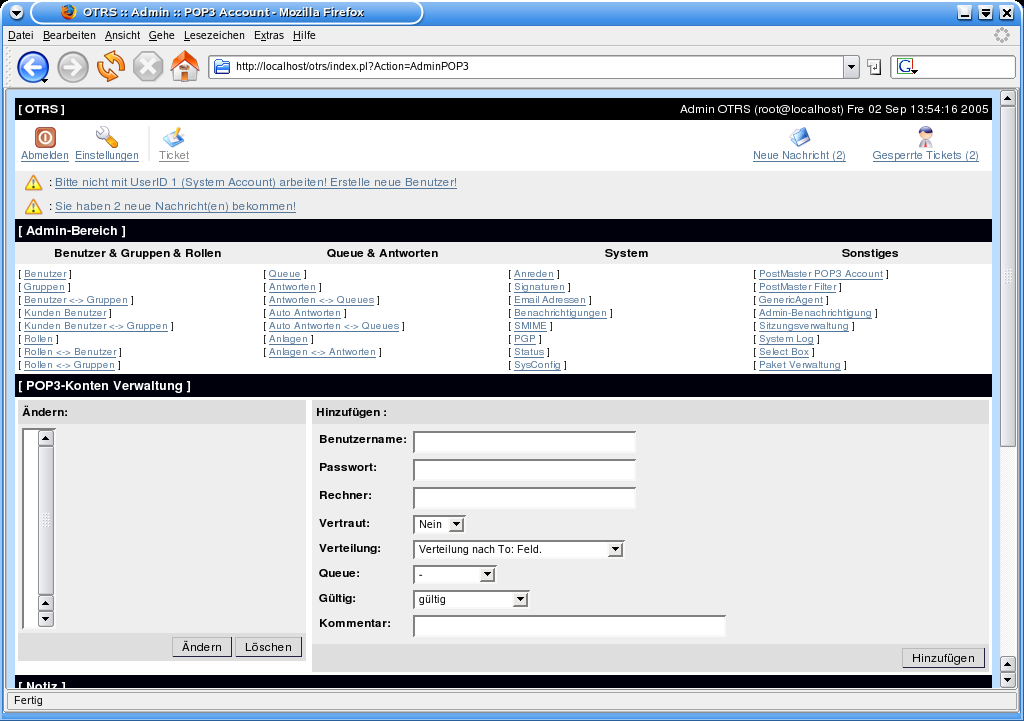 OTRS :: Admin :: POP3 Account - Mozilla Firefox
Datei Bearbeiten Ansicht Gehe Lesezeichen Extras Hilfe
http://localhost/otrs/index.pl?Action=AdminPOP3
G
[ OTRS ] Admin OTRS (root@localhost) Fre 02 Sep 13:54:16 2005
Abmelden Einstellungen Ticket Neue Nachricht (2) Gesperrte Tickets (2)
: Bitte nicht mit UserID 1 (System Account) arbeiten! Erstelle neue Benutzer!
: Sie haben 2 neue Nachricht(en) bekommen!
[ Admin-Bereich ]
Benutzer & Gruppen & Rollen Queue & Antworten System Sonstiges
[ Benutzer ] [ Queue ] [ Anreden ] [ PostMaster POP3 Account ]
[ Gruppen ] [ Antworten ] [ Signaturen ] [ PostMaster Filter ]
[ Benutzer <-> Gruppen ] [ Antworten <-> Queues ] [ Email Adressen ] [ GenericAgent ]
[ Kunden Benutzer ] [ Auto Antworten ] [ Benachrichtigungen ] [ Admin-Benachrichtigung ]
[ Kunden Benutzer <-> Gruppen ] [ Auto Antworten <-> Queues ] [ SMIME ] [ Sitzungsverwaltung ]
[ Rollen ] [ Anlagen ] [ PGP ] [ System Log ]
[ Rollen <-> Benutzer ] [ Anlagen <-> Antworten ] [ Status ] [ Select Box ]
[ Rollen <-> Gruppen ] [ SysConfig ] [ Paket Verwaltung ]
[ POP3-Konten Verwaltung ]
Ändern: Hinzufügen :
Benutzername:
Passwort:
Rechner:
Vertraut: Nein
Verteilung: Verteilung nach To: Feld.
Queue: -
Gültig: gültig
Kommentar:
Ändern Löschen
Hinzufügen
[ Notiz ]
Fertig